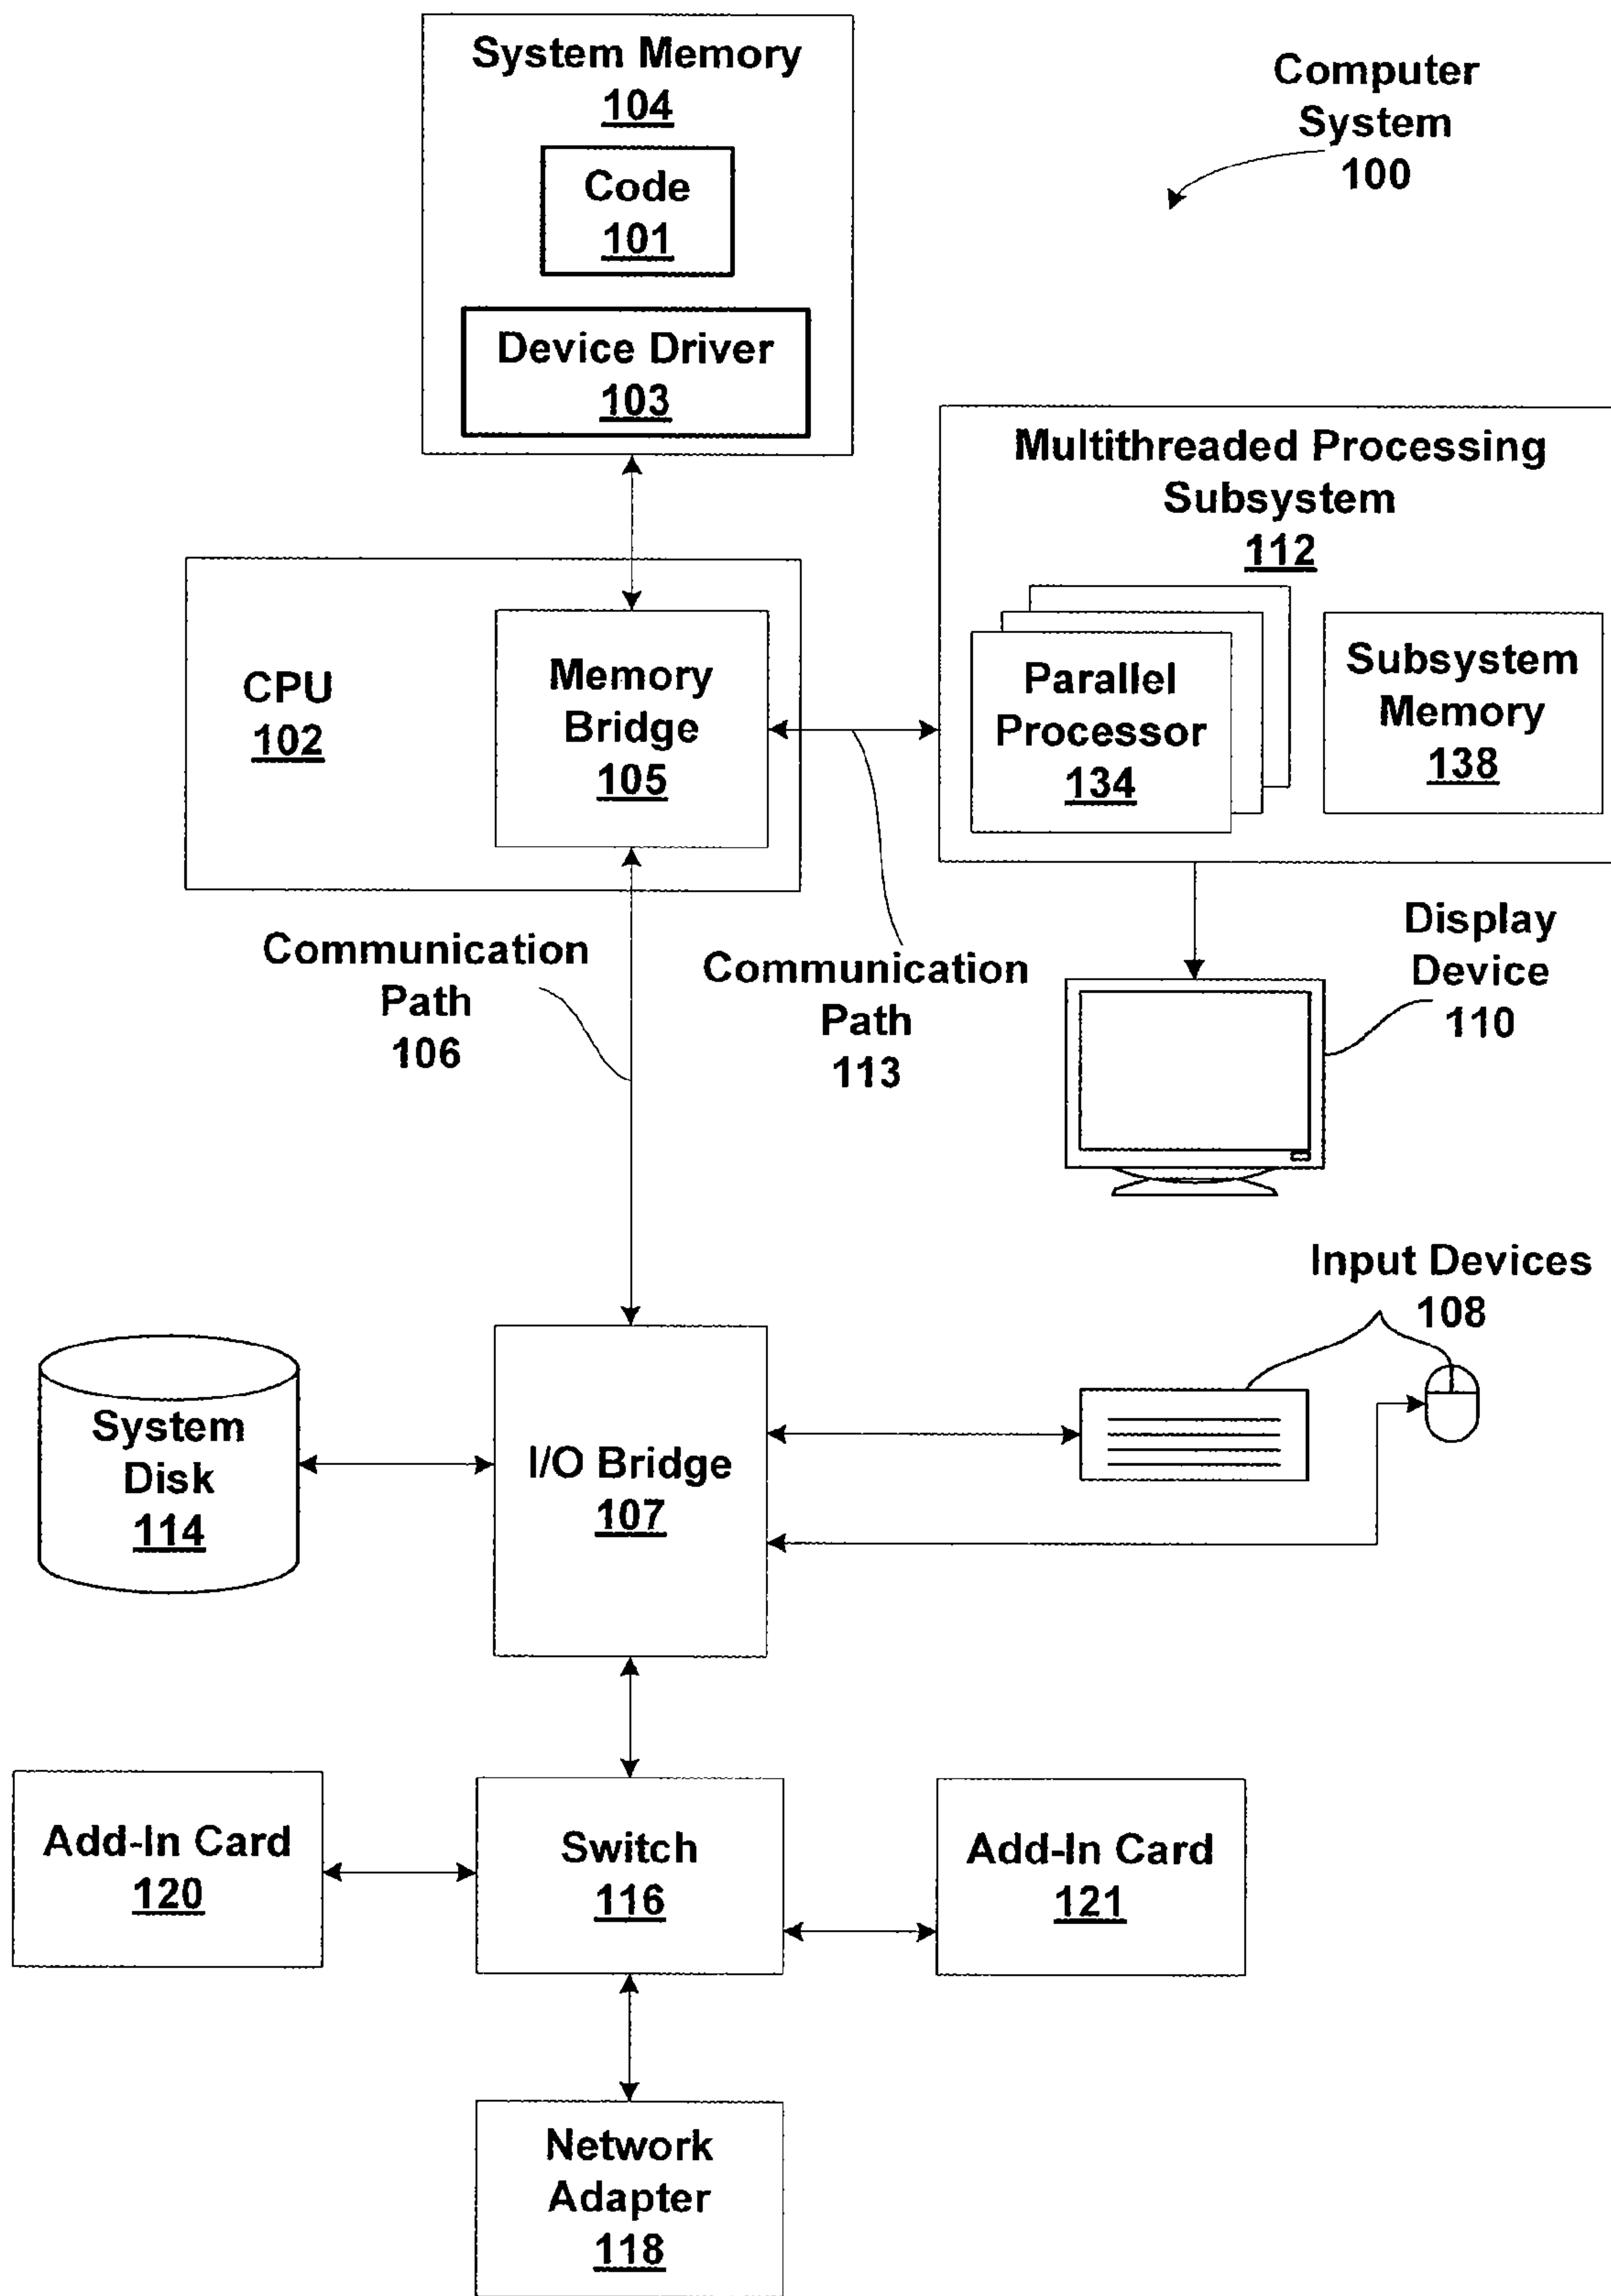 System Memory
104
Code
101
Device Driver
103
Computer
System
100
Multithreaded Processing
Subsystem
112
Parallel
Processor
134
Subsystem
Memory
138
CPU
102
Memory
Bridge
105
Communication
Path
106
Communication
Path
113
Display
Device
110
Input Devices
108
System
Disk
114
I/O Bridge
107
Add-In Card
120
Switch
116
Add-In Card
121
Network
Adapter
118